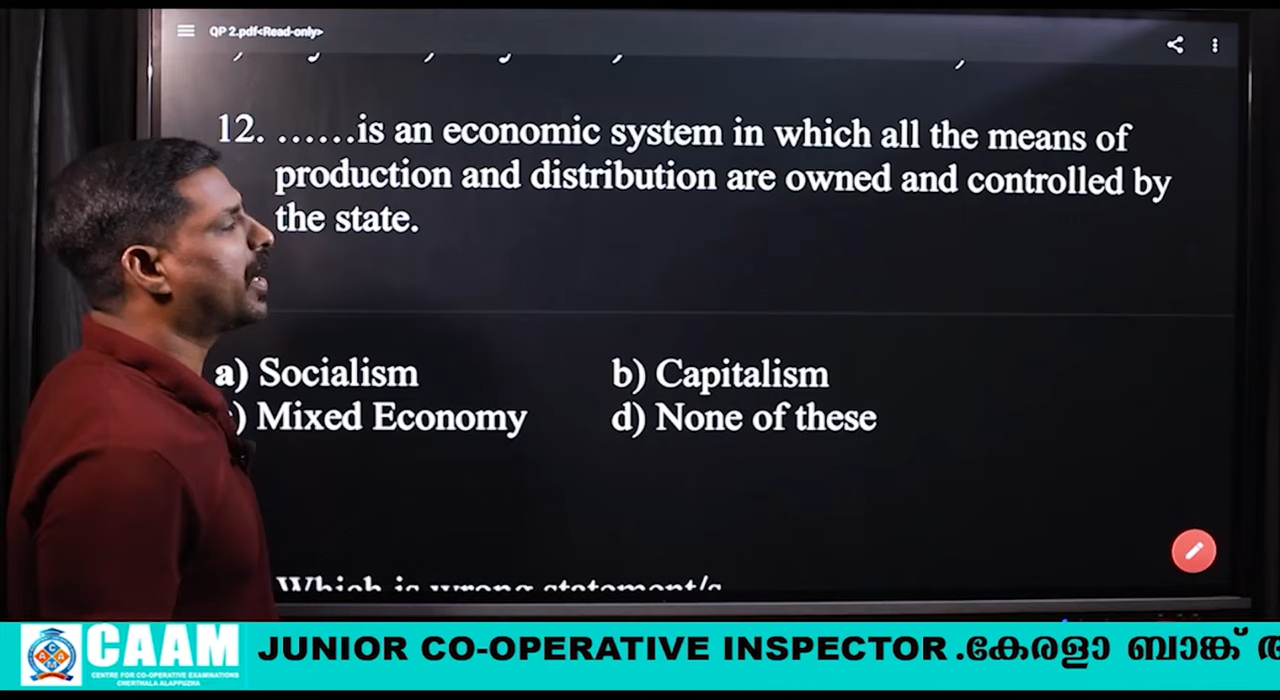 QP 2.pdf<Read-only>
12. ......is an economic system in which all the means of
production and distribution are owned and controlled by
the state.
a) Socialism b) Capitalism
) Mixed Economy d) None of these
Which is wrong statement/s
CAAM
CENTRE FOR CO-OPERATIVE EXAMINATIONS
CHERTHALA ALAPPUZHA
JUNIOR CO-OPERATIVE INSPECTOR .കേരളാ ബാങ്ക്